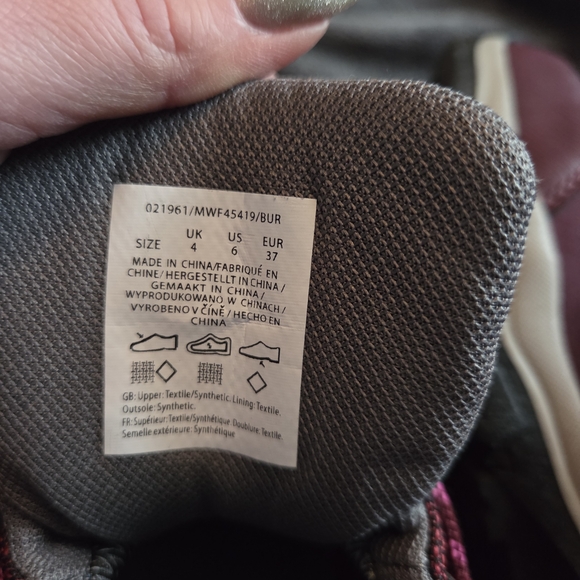 021961/MWF45419/BUR
UK US EUR
SIZE 4 6 37
MADE IN CHINA/FABRIQUÉ EN
CHINE/HERGESTELLT IN CHINA/
GEMAAKT IN CHINA/
WYPRODUKOWANO W CHINACH/
VYROBENO V ČÍNĚ/HECHO EN
CHINA
GB: Upper: Textile/Synthetic. Lining: Textile.
Outsole: Synthetic.
FR: Supérieur: Textile/Synthétique. Doublure: Textile.
Semelle extérieure: Synthétique